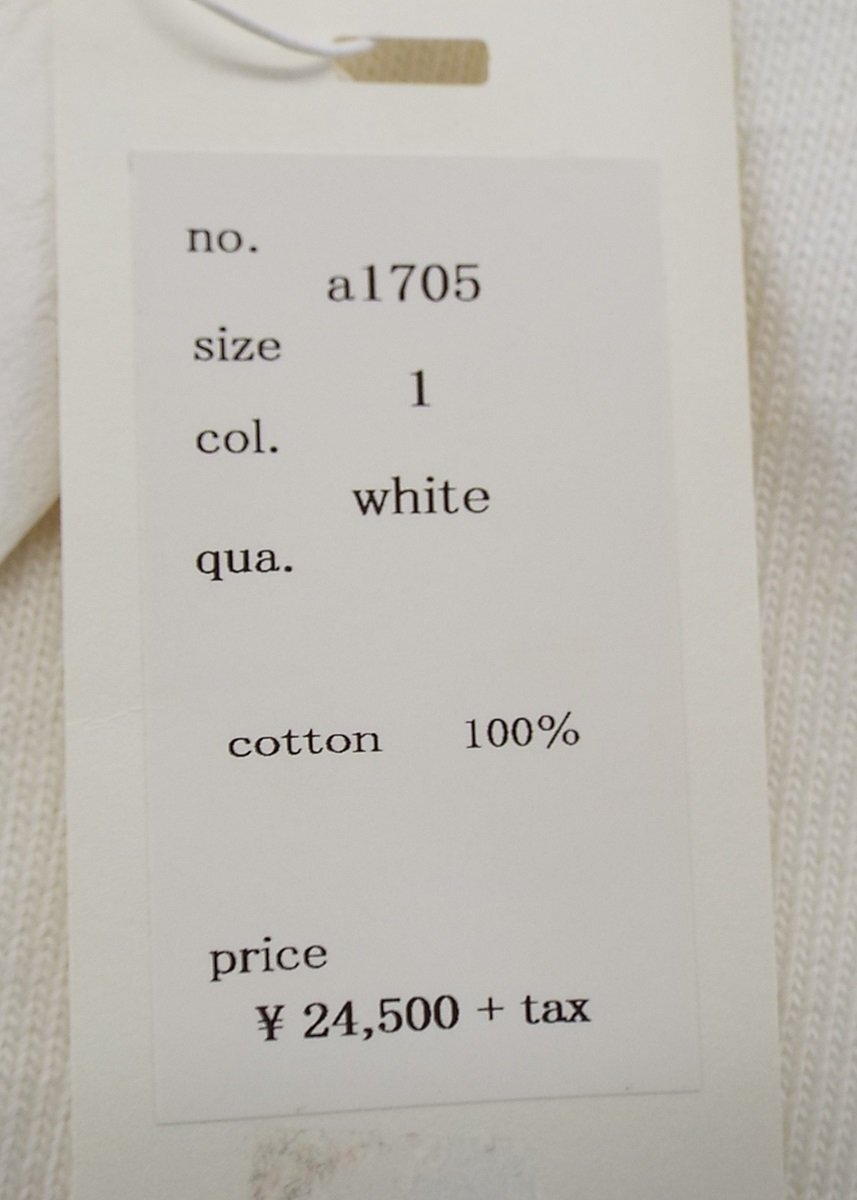 no.
a1705
size
1
col.
white
qua.
cotton 100%
price
¥ 24,500 + tax